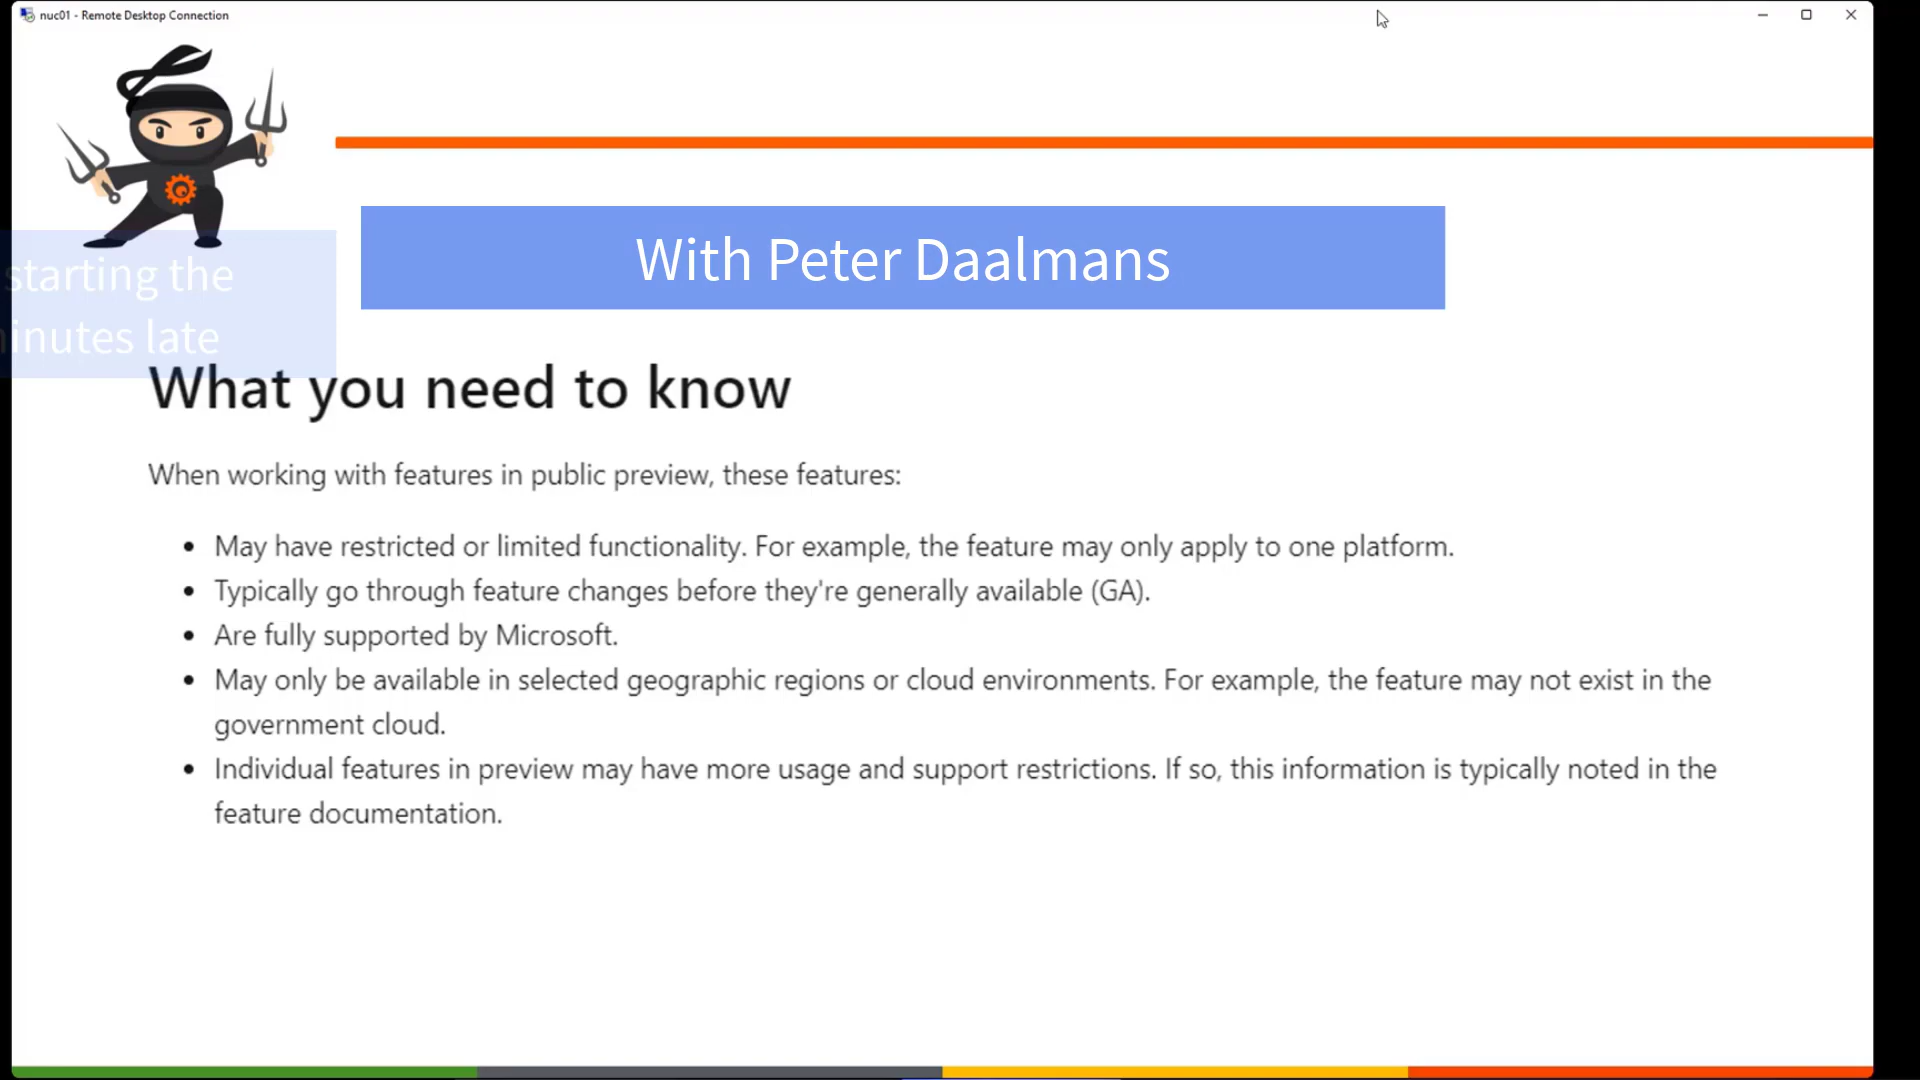 nuc01 - Remote Desktop Connection
With Peter Daalmans
starting the
late
What you need to know
When working with features in public preview, these features:
• May have restricted or limited functionality. For example, the feature may only apply to one platform.
• Typically go through feature changes before they're generally available (GA).
• Are fully supported by Microsoft.
• May only be available in selected geographic regions or cloud environments. For example, the feature may not exist in the
government cloud.
• Individual features in preview may have more usage and support restrictions. If so, this information is typically noted in the
feature documentation.